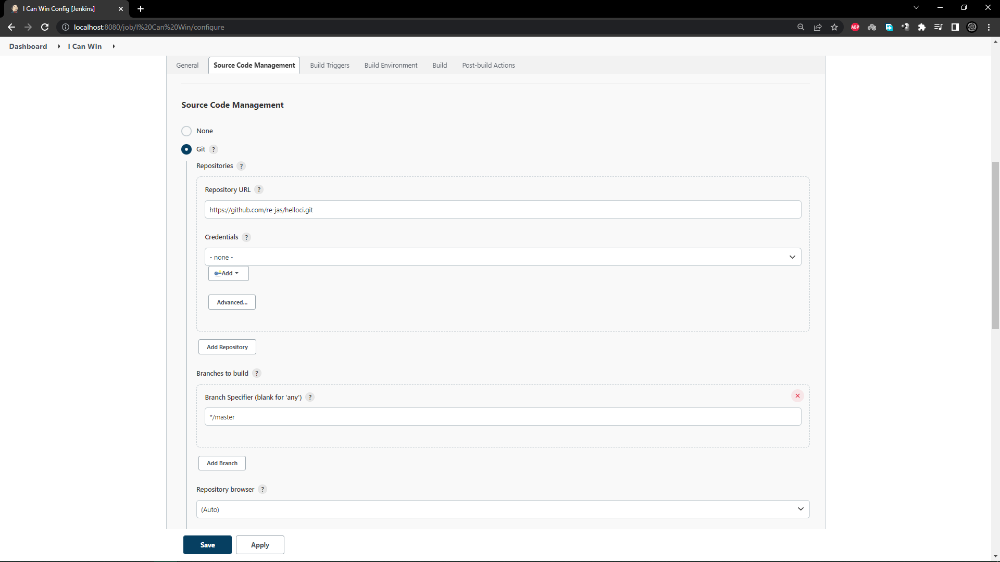 I Can Win Config [Jenkins]
localhost:8080/job/I%20Can%20Win/configure
ABP
Dashboard
I Can Win
General
Source Code Management
Build Triggers
Build Environment
Build
Post-build Actions
Source Code Management
None
Git ?
Repositories ?
Repository URL ?
https://github.com/re-jas/helloci.git
Credentials ?
- none -
Add
Advanced...
Add Repository
Branches to build ?
Branch Specifier (blank for 'any') ?
*/master
Add Branch
Repository browser ?
(Auto)
Save
Apply